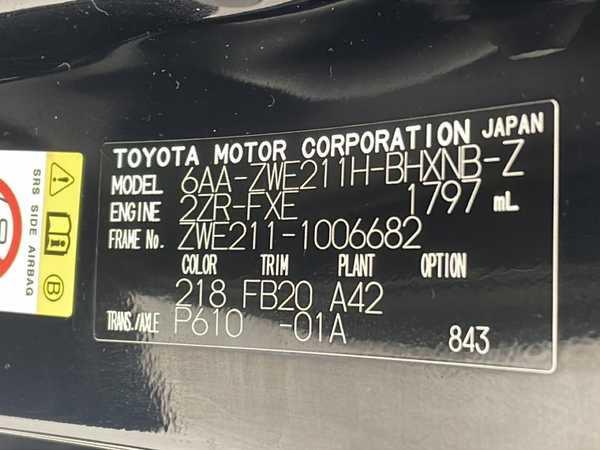 TOYOTA MOTOR CORPORATION JAPAN
MODEL 6AA-ZWE211H-BHXNB-Z
ENGINE 2ZR-FXE 1797 mL
FRAME No. ZWE211-1006682
COLOR TRIM PLANT OPTION
218 FB20 A42
TRANS./AXLE P610 -01A 843
SRS SIDE AIRBAG
B